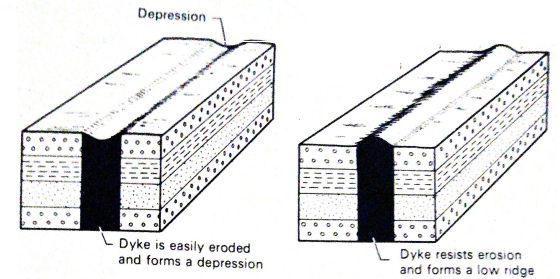 Depression
Dyke is easily eroded
and forms a depression
Dyke resists erosion
and forms a low ridge